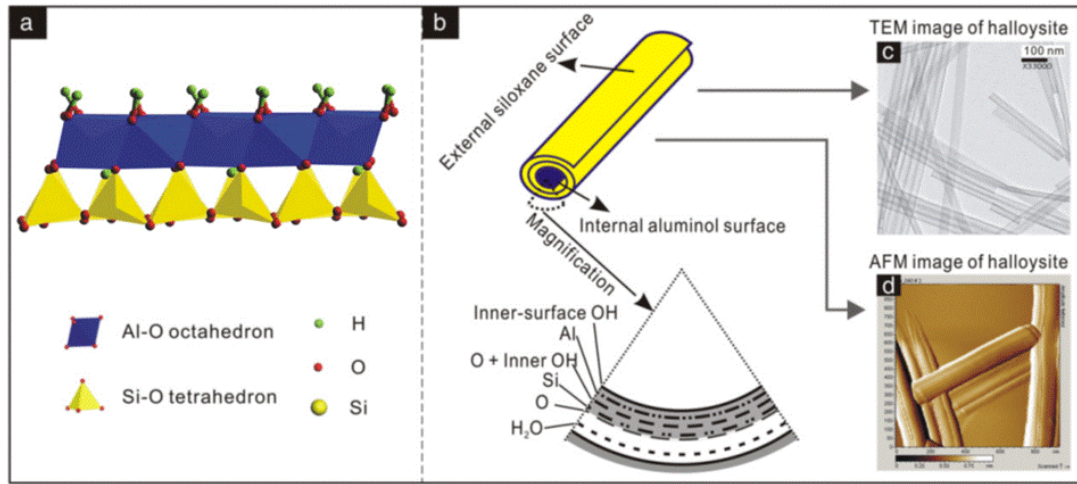 a
Al-O octahedron
Si-O tetrahedron
H
O
Si
b
External siloxane surface
Internal aluminol surface
Magnification
Inner-surface OH
Al
O + Inner OH
Si
O
H₂O
TEM image of halloysite
c
100 nm
X33000
AFM image of halloysite
d